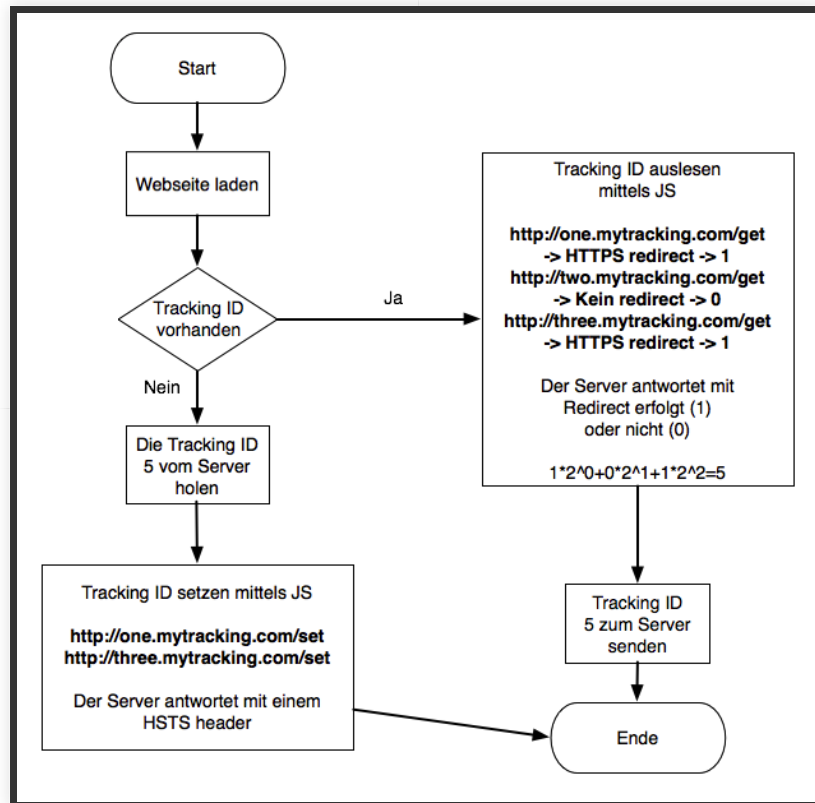 Start
Webseite laden
Tracking ID
vorhanden
Ja
Nein
Die Tracking ID
5 vom Server
holen
Tracking ID setzen mittels JS
http://one.mytracking.com/set
http://three.mytracking.com/set
Der Server antwortet mit einem
HSTS header
Tracking ID auslesen
mittels JS
http://one.mytracking.com/get
-> HTTPS redirect -> 1
http://two.mytracking.com/get
-> Kein redirect -> 0
http://three.mytracking.com/get
-> HTTPS redirect -> 1
Der Server antwortet mit
Redirect erfolgt (1)
oder nicht (0)
1*2^0+0*2^1+1*2^2=5
Tracking ID
5 zum Server
senden
Ende